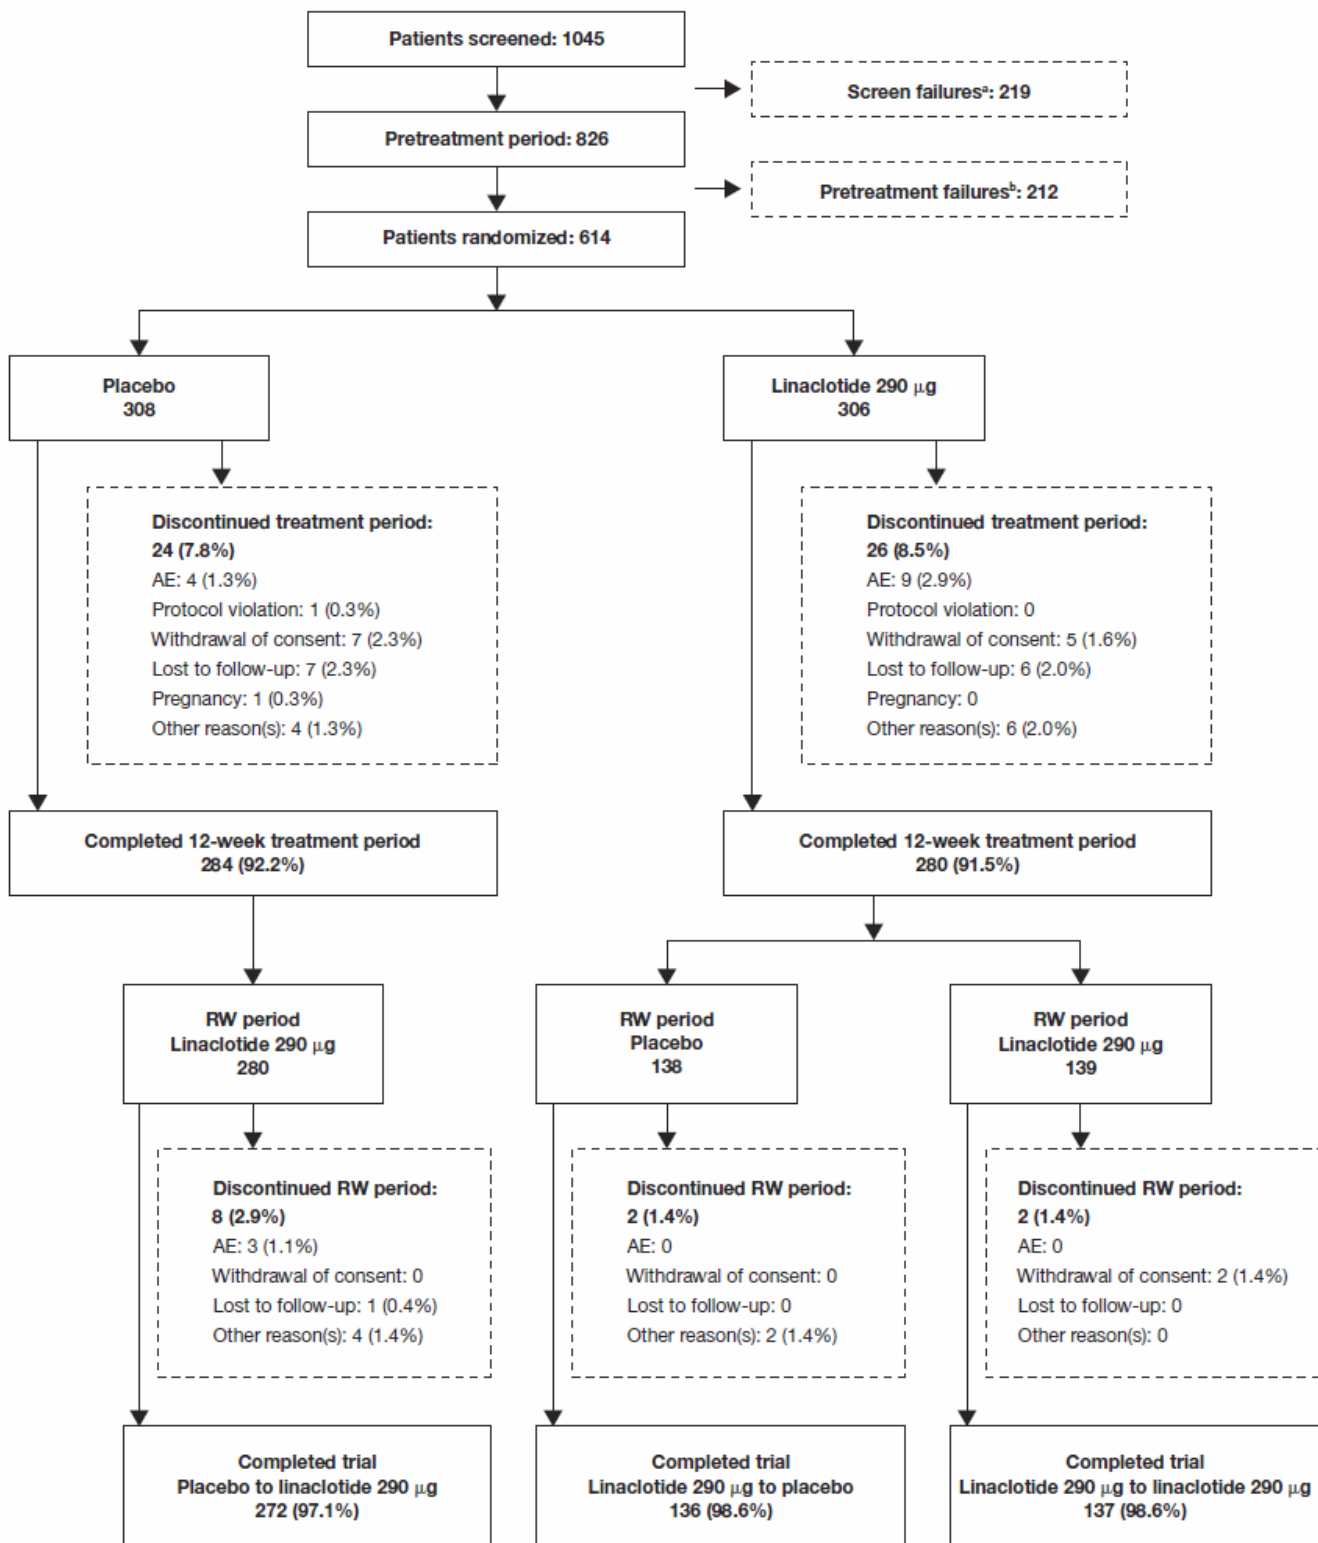 Patients screened: 1045
Screen failuresᵃ: 219
Pretreatment period: 826
Pretreatment failuresᵇ: 212
Patients randomized: 614
Placebo
308
Linaclotide 290 μg
306
Discontinued treatment period:
24 (7.8%)
AE: 4 (1.3%)
Protocol violation: 1 (0.3%)
Withdrawal of consent: 7 (2.3%)
Lost to follow-up: 7 (2.3%)
Pregnancy: 1 (0.3%)
Other reason(s): 4 (1.3%)
Discontinued treatment period:
26 (8.5%)
AE: 9 (2.9%)
Protocol violation: 0
Withdrawal of consent: 5 (1.6%)
Lost to follow-up: 6 (2.0%)
Pregnancy: 0
Other reason(s): 6 (2.0%)
Completed 12-week treatment period
284 (92.2%)
Completed 12-week treatment period
280 (91.5%)
RW period
Linaclotide 290 μg
280
RW period
Placebo
138
RW period
Linaclotide 290 μg
139
Discontinued RW period:
8 (2.9%)
AE: 3 (1.1%)
Withdrawal of consent: 0
Lost to follow-up: 1 (0.4%)
Other reason(s): 4 (1.4%)
Discontinued RW period:
2 (1.4%)
AE: 0
Withdrawal of consent: 0
Lost to follow-up: 0
Other reason(s): 2 (1.4%)
Discontinued RW period:
2 (1.4%)
AE: 0
Withdrawal of consent: 2 (1.4%)
Lost to follow-up: 0
Other reason(s): 0
Completed trial
Placebo to linaclotide 290 μg
272 (97.1%)
Completed trial
Linaclotide 290 μg to placebo
136 (98.6%)
Completed trial
Linaclotide 290 μg to linaclotide 290 μg
137 (98.6%)